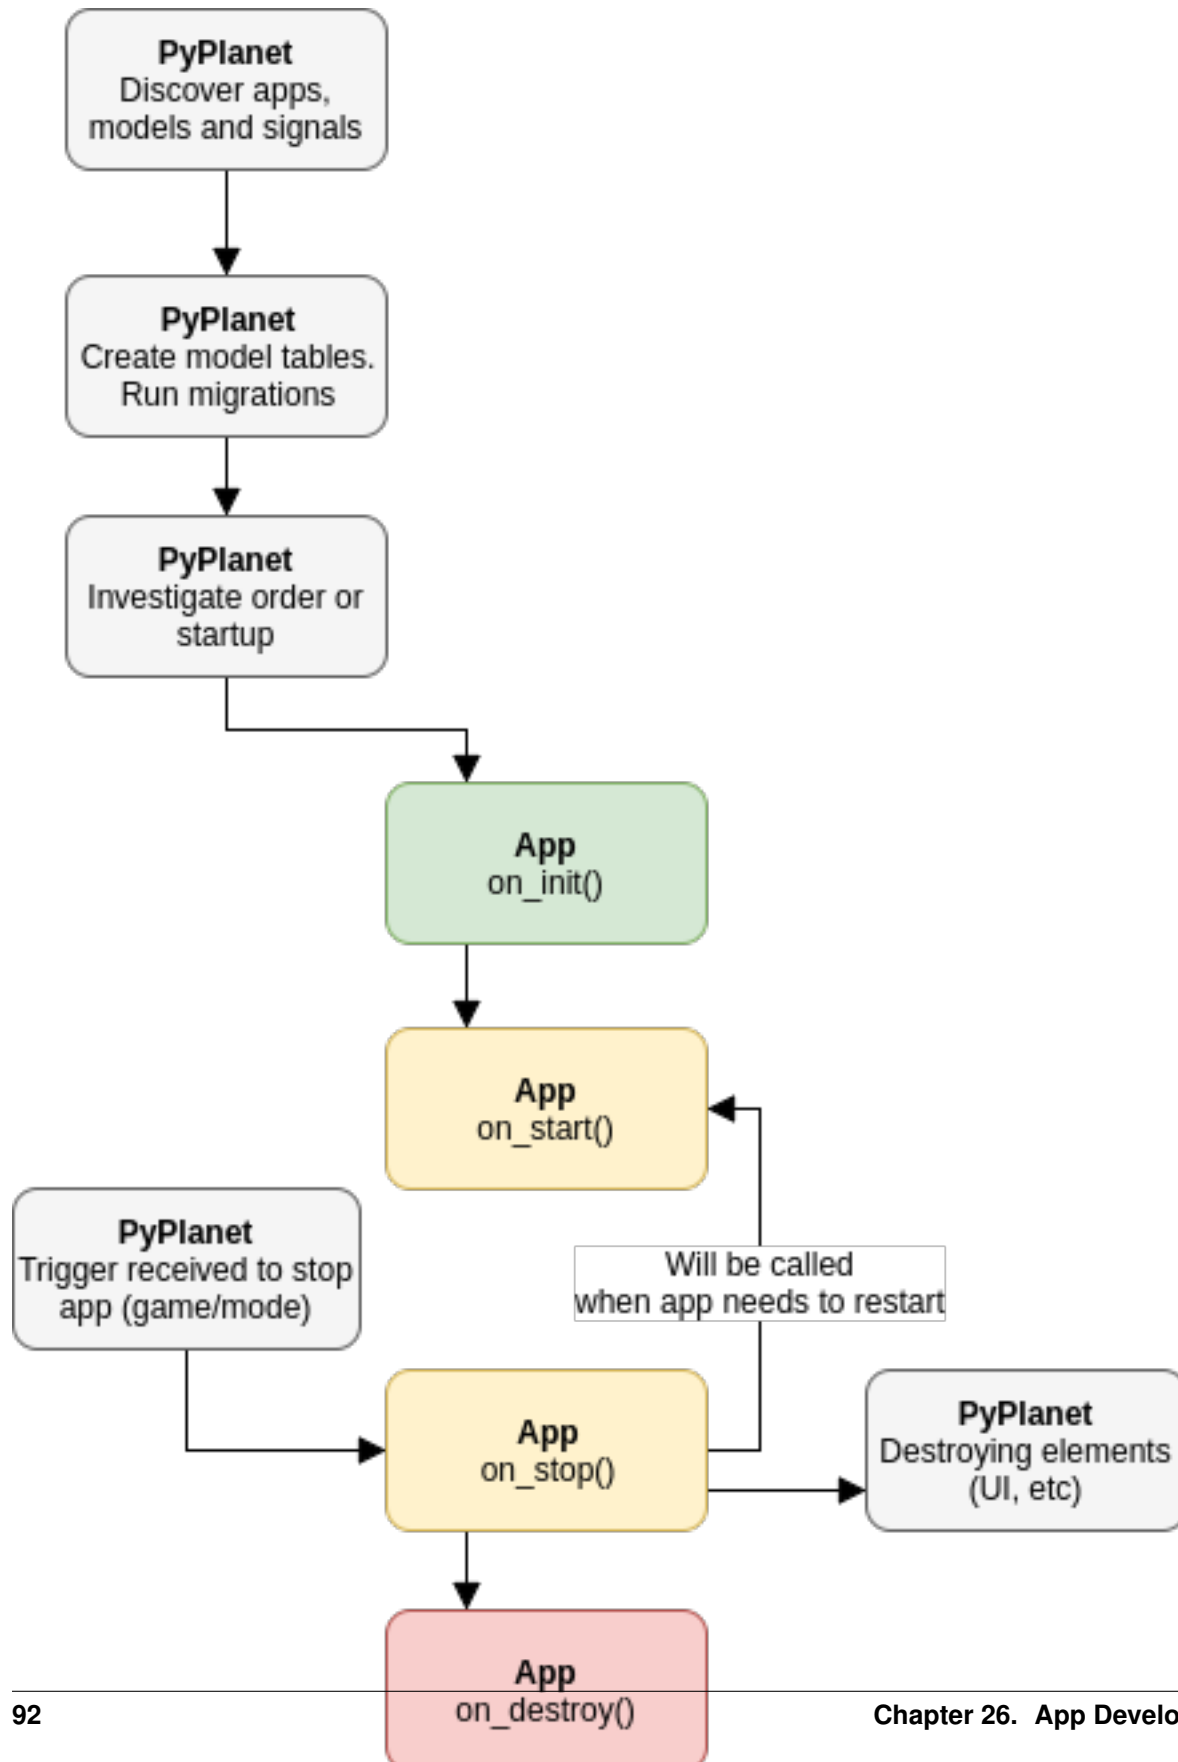 PyPlanet
Discover apps,
models and signals
PyPlanet
Create model tables.
Run migrations
PyPlanet
Investigate order or
startup
App
on_init()
App
on_start()
PyPlanet
Trigger received to stop
app (game/mode)
Will be called
when app needs to restart
App
on_stop()
PyPlanet
Destroying elements
(UI, etc)
App
on_destroy()
92
Chapter 26. App Develo